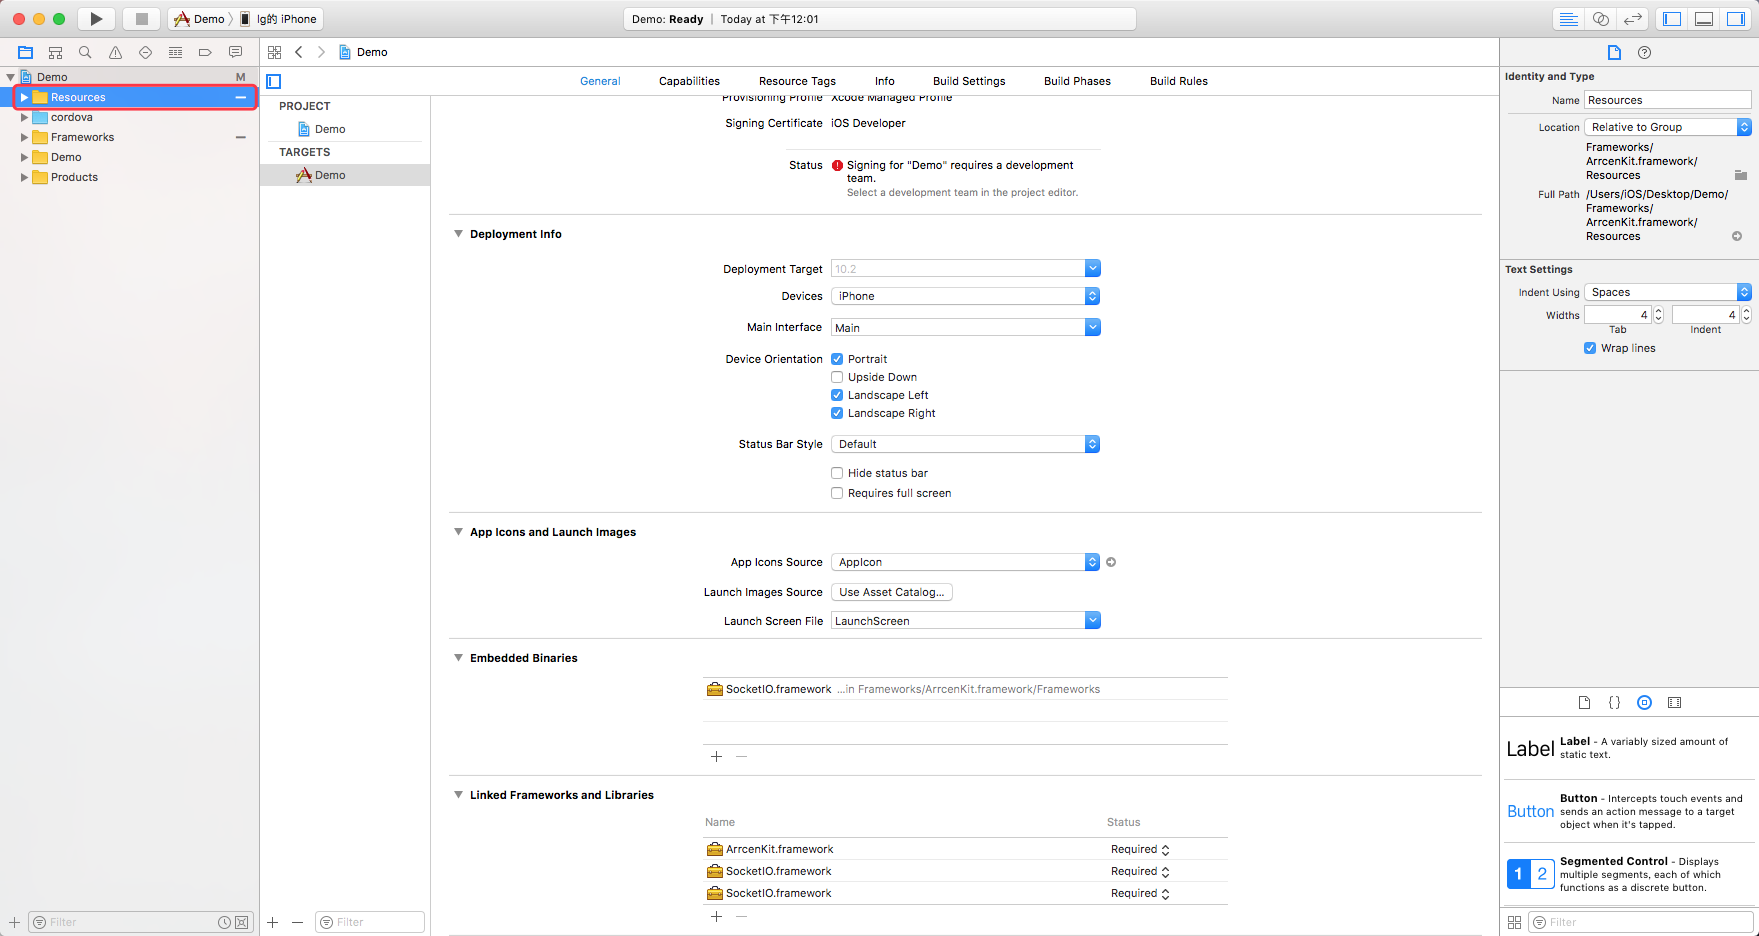 Demo
lg的 iPhone
Demo: Ready | Today at 下午12:01
Demo
M
Resources
cordova
Frameworks
Demo
Products
Filter
Demo
PROJECT
Demo
TARGETS
Demo
Filter
General Capabilities Resource Tags Info Build Settings Build Phases Build Rules
Provisioning Profile Xcode Managed Profile
Signing Certificate iOS Developer
Status Signing for "Demo" requires a development
team.
Select a development team in the project editor.
Deployment Info
Deployment Target 10.2
Devices iPhone
Main Interface Main
Device Orientation Portrait
Upside Down
Landscape Left
Landscape Right
Status Bar Style Default
Hide status bar
Requires full screen
App Icons and Launch Images
App Icons Source AppIcon
Launch Images Source Use Asset Catalog...
Launch Screen File LaunchScreen
Embedded Binaries
SocketIO.framework ...in Frameworks/ArrcenKit.framework/Frameworks
Linked Frameworks and Libraries
Name Status
ArrcenKit.framework Required
SocketIO.framework Required
SocketIO.framework Required
Identity and Type
Name Resources
Location Relative to Group
Frameworks/
ArrcenKit.framework/
Resources
Full Path /Users/iOS/Desktop/Demo/
Frameworks/
ArrcenKit.framework/
Resources
Text Settings
Indent Using Spaces
Widths 4 4
Tab Indent
Wrap lines
{}
Label
Label - A variably sized amount of
static text.
Button
Button - Intercepts touch events and
sends an action message to a target
object when it's tapped.
1 2
Segmented Control - Displays
multiple segments, each of which
functions as a discrete button.
Filter